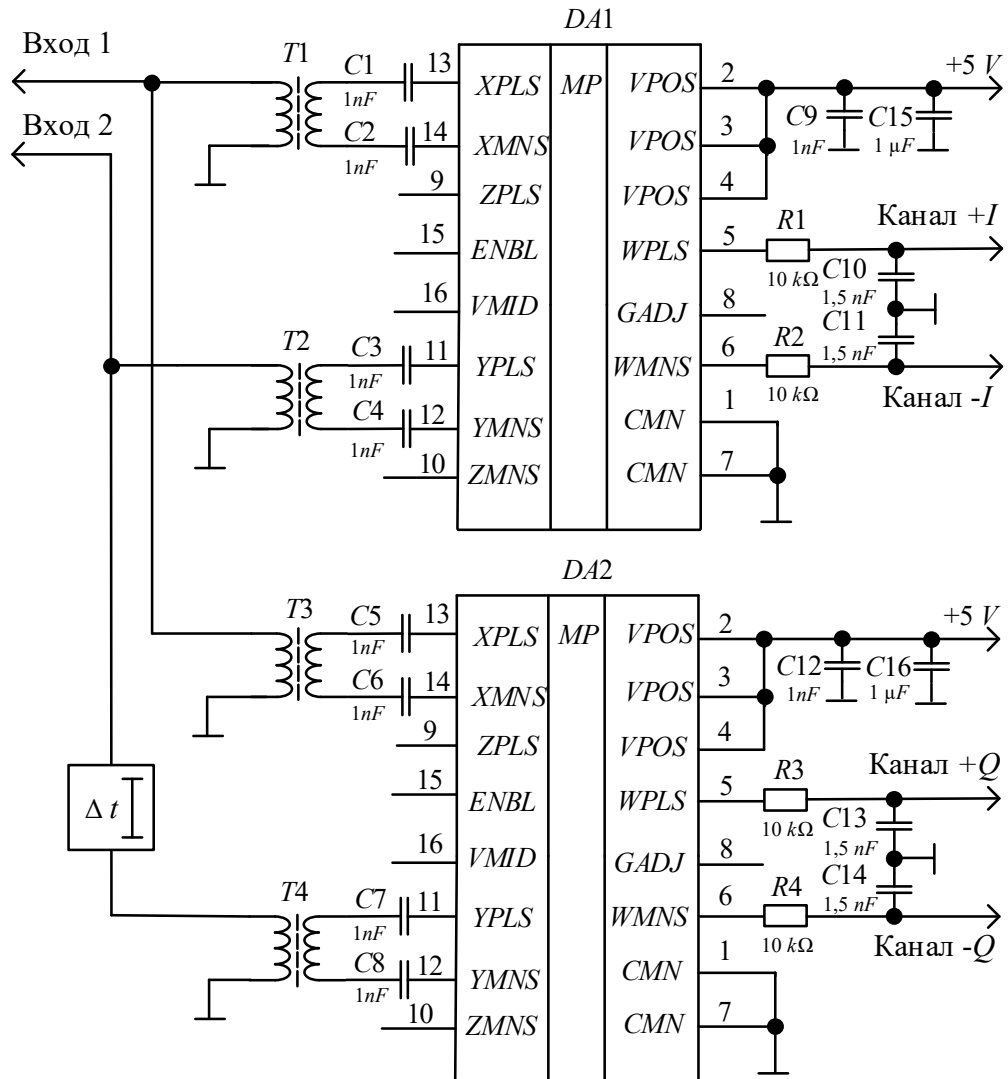 DA1
Вход 1
T1
C1
1nF
13
XPLS
MP
VPOS
2
+5 V
Вход 2
C2
1nF
14
XMNS
VPOS
3
C9
1nF
C15
1 µF
9
ZPLS
VPOS
4
15
ENBL
WPLS
5
R1
10 kΩ
Канал +I
C10
1,5 nF
16
VMID
GADJ
8
C11
1,5 nF
T2
C3
1nF
11
YPLS
WMNS
6
R2
10 kΩ
Канал -I
C4
1nF
12
YMNS
CMN
1
10
ZMNS
CMN
7
DA2
T3
C5
1nF
13
XPLS
MP
VPOS
2
+5 V
C6
1nF
14
XMNS
VPOS
3
C12
1nF
C16
1 µF
9
ZPLS
VPOS
4
Δ t
15
ENBL
WPLS
5
R3
10 kΩ
Канал +Q
C13
1,5 nF
16
VMID
GADJ
8
C14
1,5 nF
T4
C7
1nF
11
YPLS
WMNS
6
R4
10 kΩ
Канал -Q
C8
1nF
12
YMNS
CMN
1
10
ZMNS
CMN
7